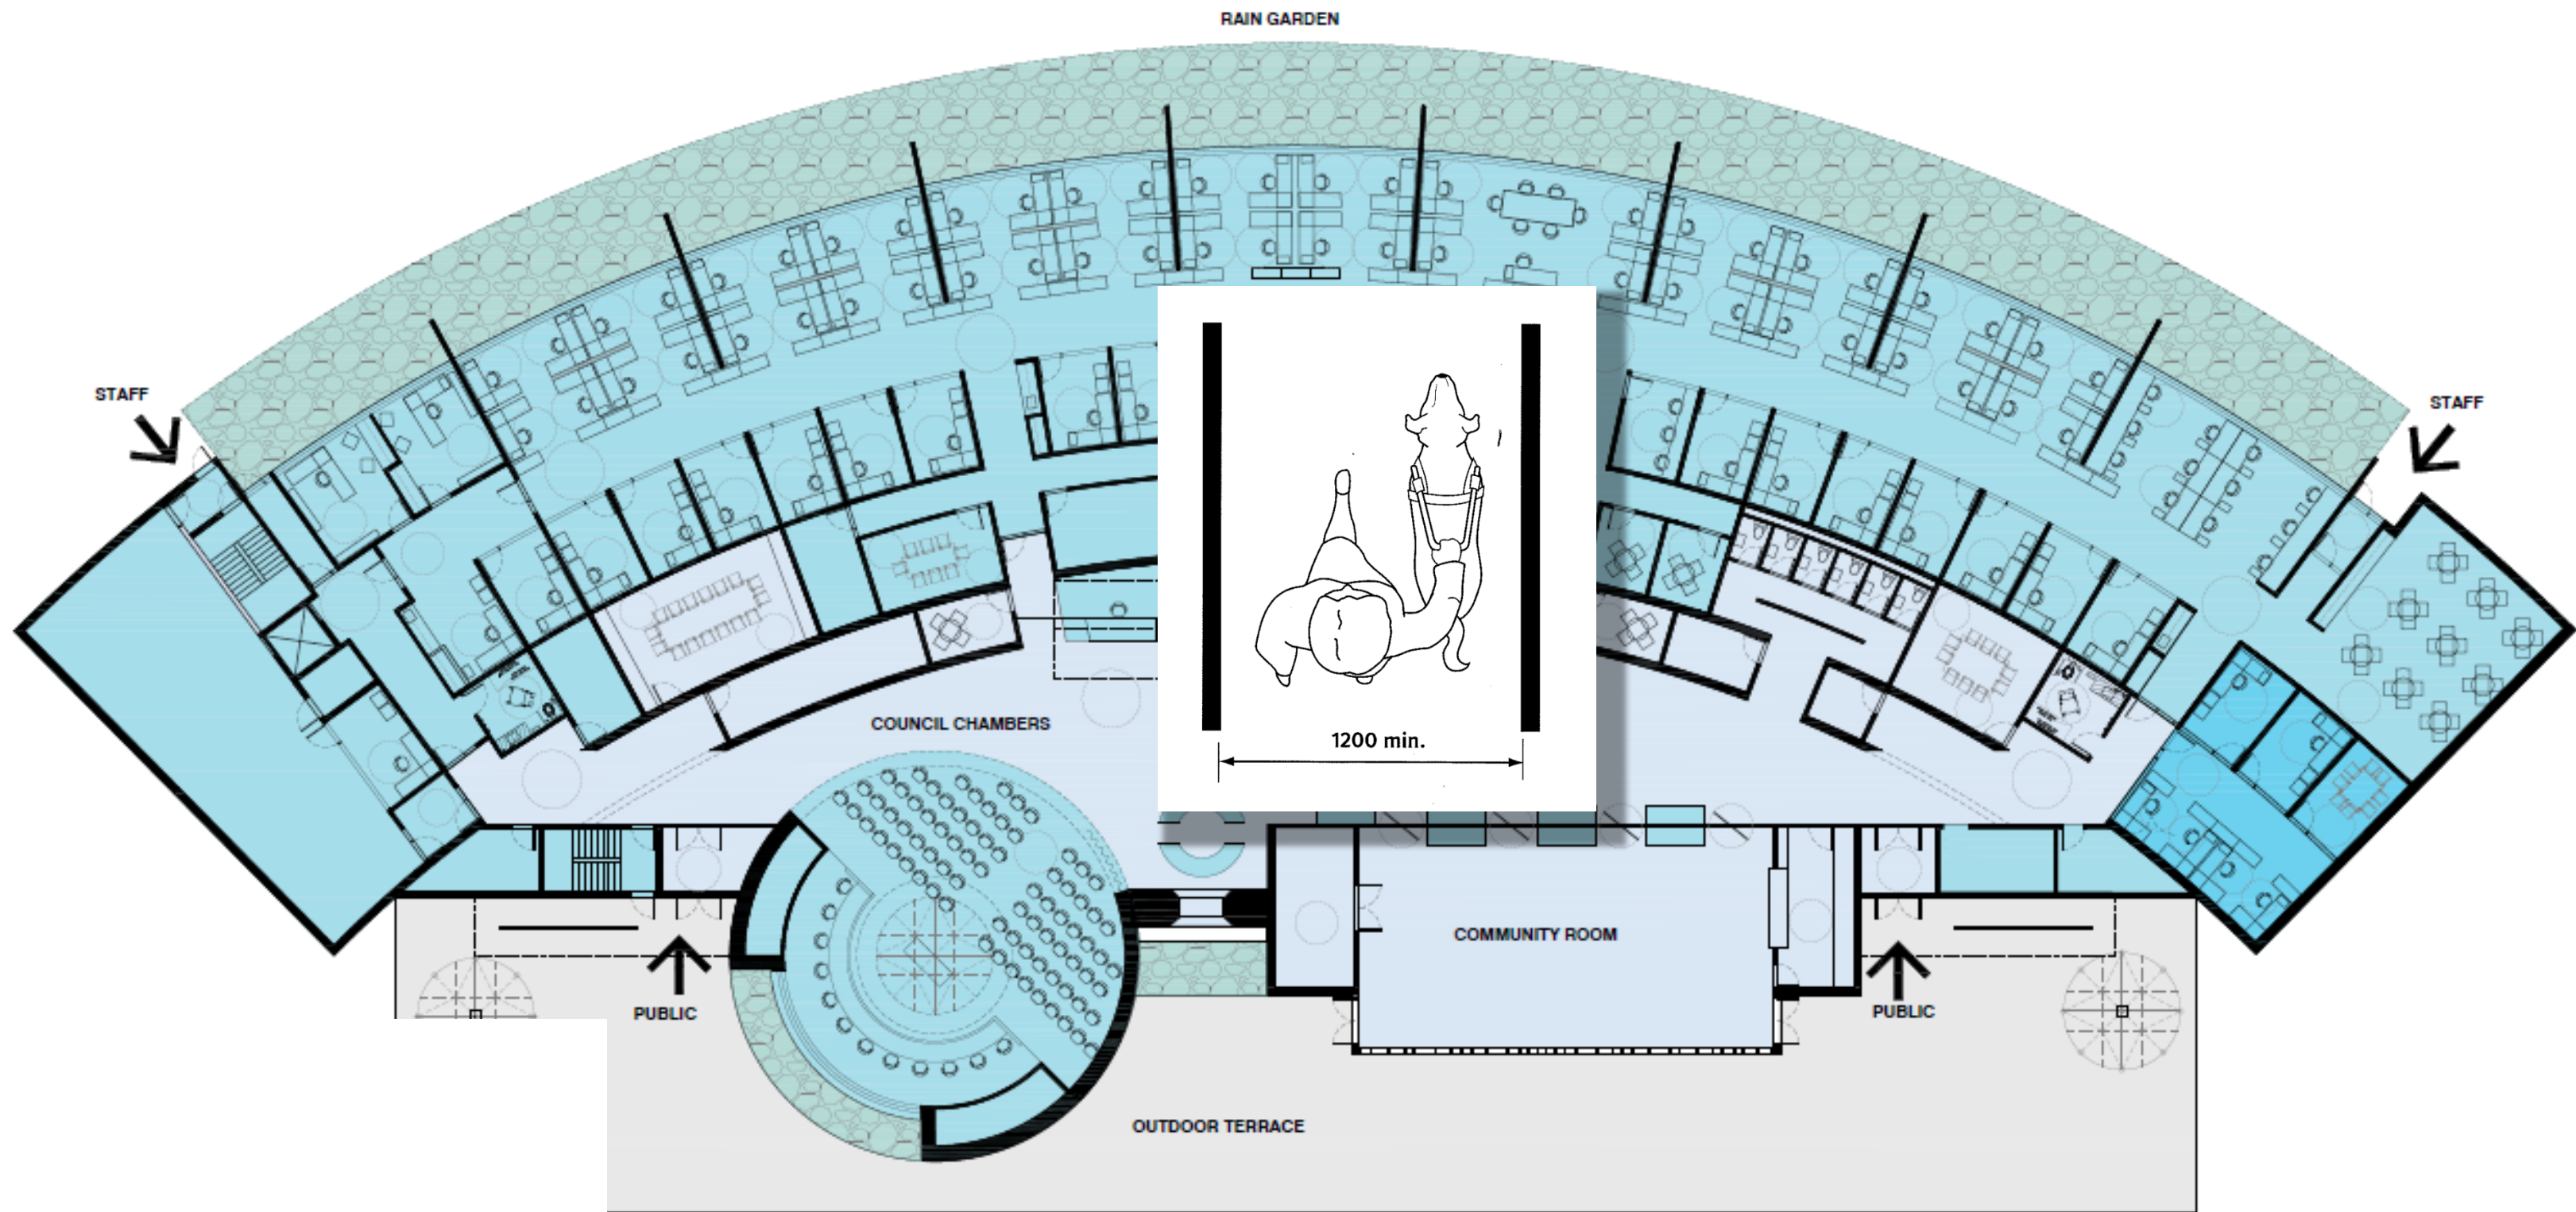 RAIN GARDEN
STAFF
STAFF
1200 min.
COUNCIL CHAMBERS
COMMUNITY ROOM
PUBLIC
PUBLIC
OUTDOOR TERRACE